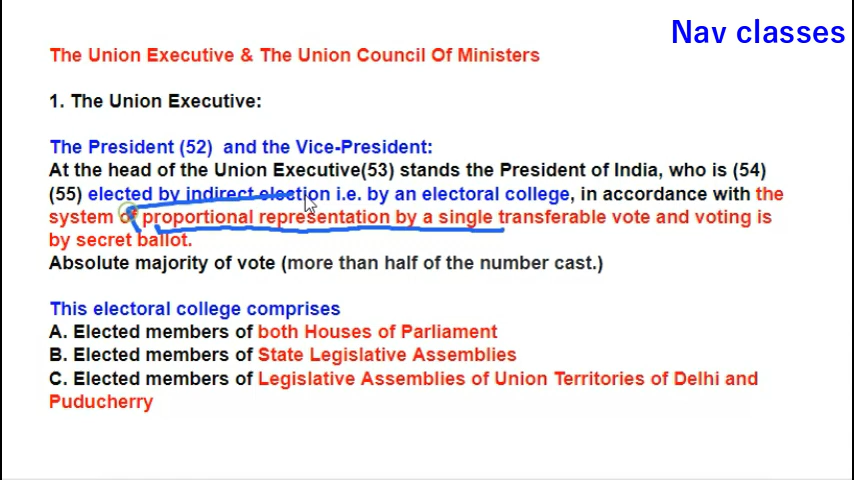 Nav classes
The Union Executive & The Union Council Of Ministers
1. The Union Executive:
The President (52) and the Vice-President:
At the head of the Union Executive(53) stands the President of India, who is (54)
(55) elected by indirect election i.e. by an electoral college, in accordance with the
system of proportional representation by a single transferable vote and voting is
by secret ballot.
Absolute majority of vote (more than half of the number cast.)
This electoral college comprises
A. Elected members of both Houses of Parliament
B. Elected members of State Legislative Assemblies
C. Elected members of Legislative Assemblies of Union Territories of Delhi and
Puducherry